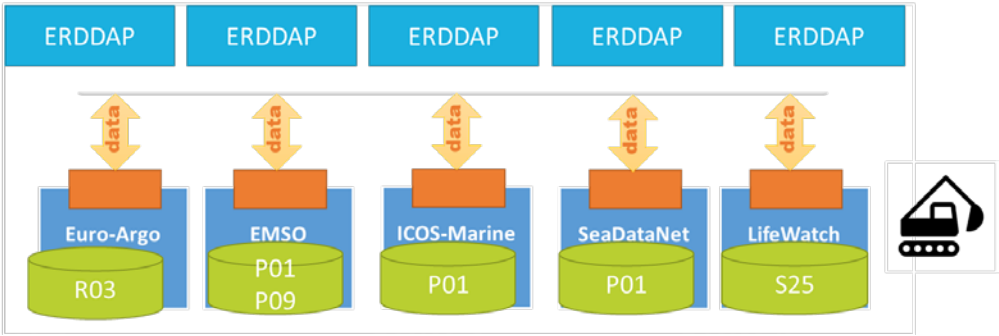 ERDDAP
ERDDAP
ERDDAP
ERDDAP
ERDDAP
data
data
data
data
data
Euro-Argo
EMSO
ICOS-Marine
SeaDataNet
LifeWatch
R03
P01
P09
P01
P01
S25